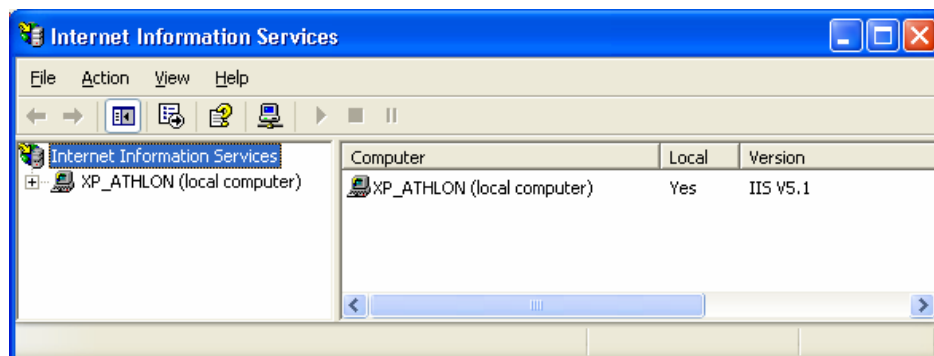 Internet Information Services
File Action View Help
Internet Information Services
XP_ATHLON (local computer)
Computer Local Version
XP_ATHLON (local computer) Yes IIS V5.1